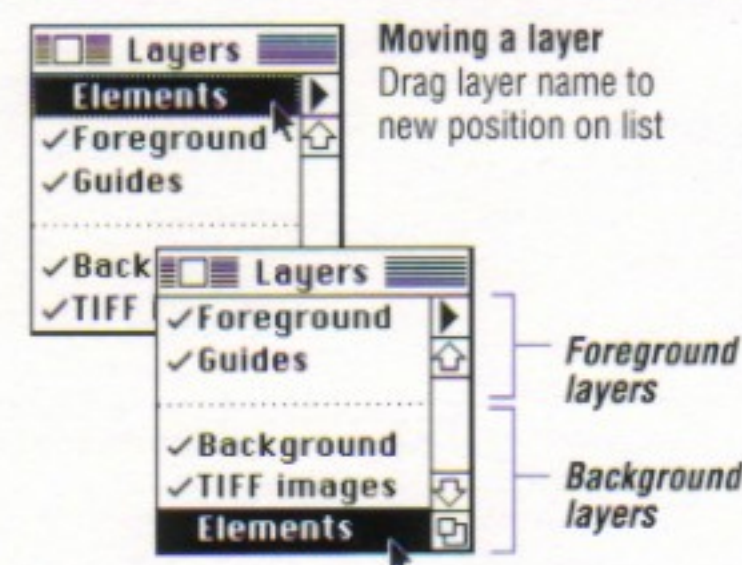 Layers
Elements
✓Foreground
✓Guides
✓Back
✓TIFF
Moving a layer
Drag layer name to
new position on list
Layers
✓Foreground
✓Guides
✓Background
✓TIFF images
Elements
Foreground
layers
Background
layers